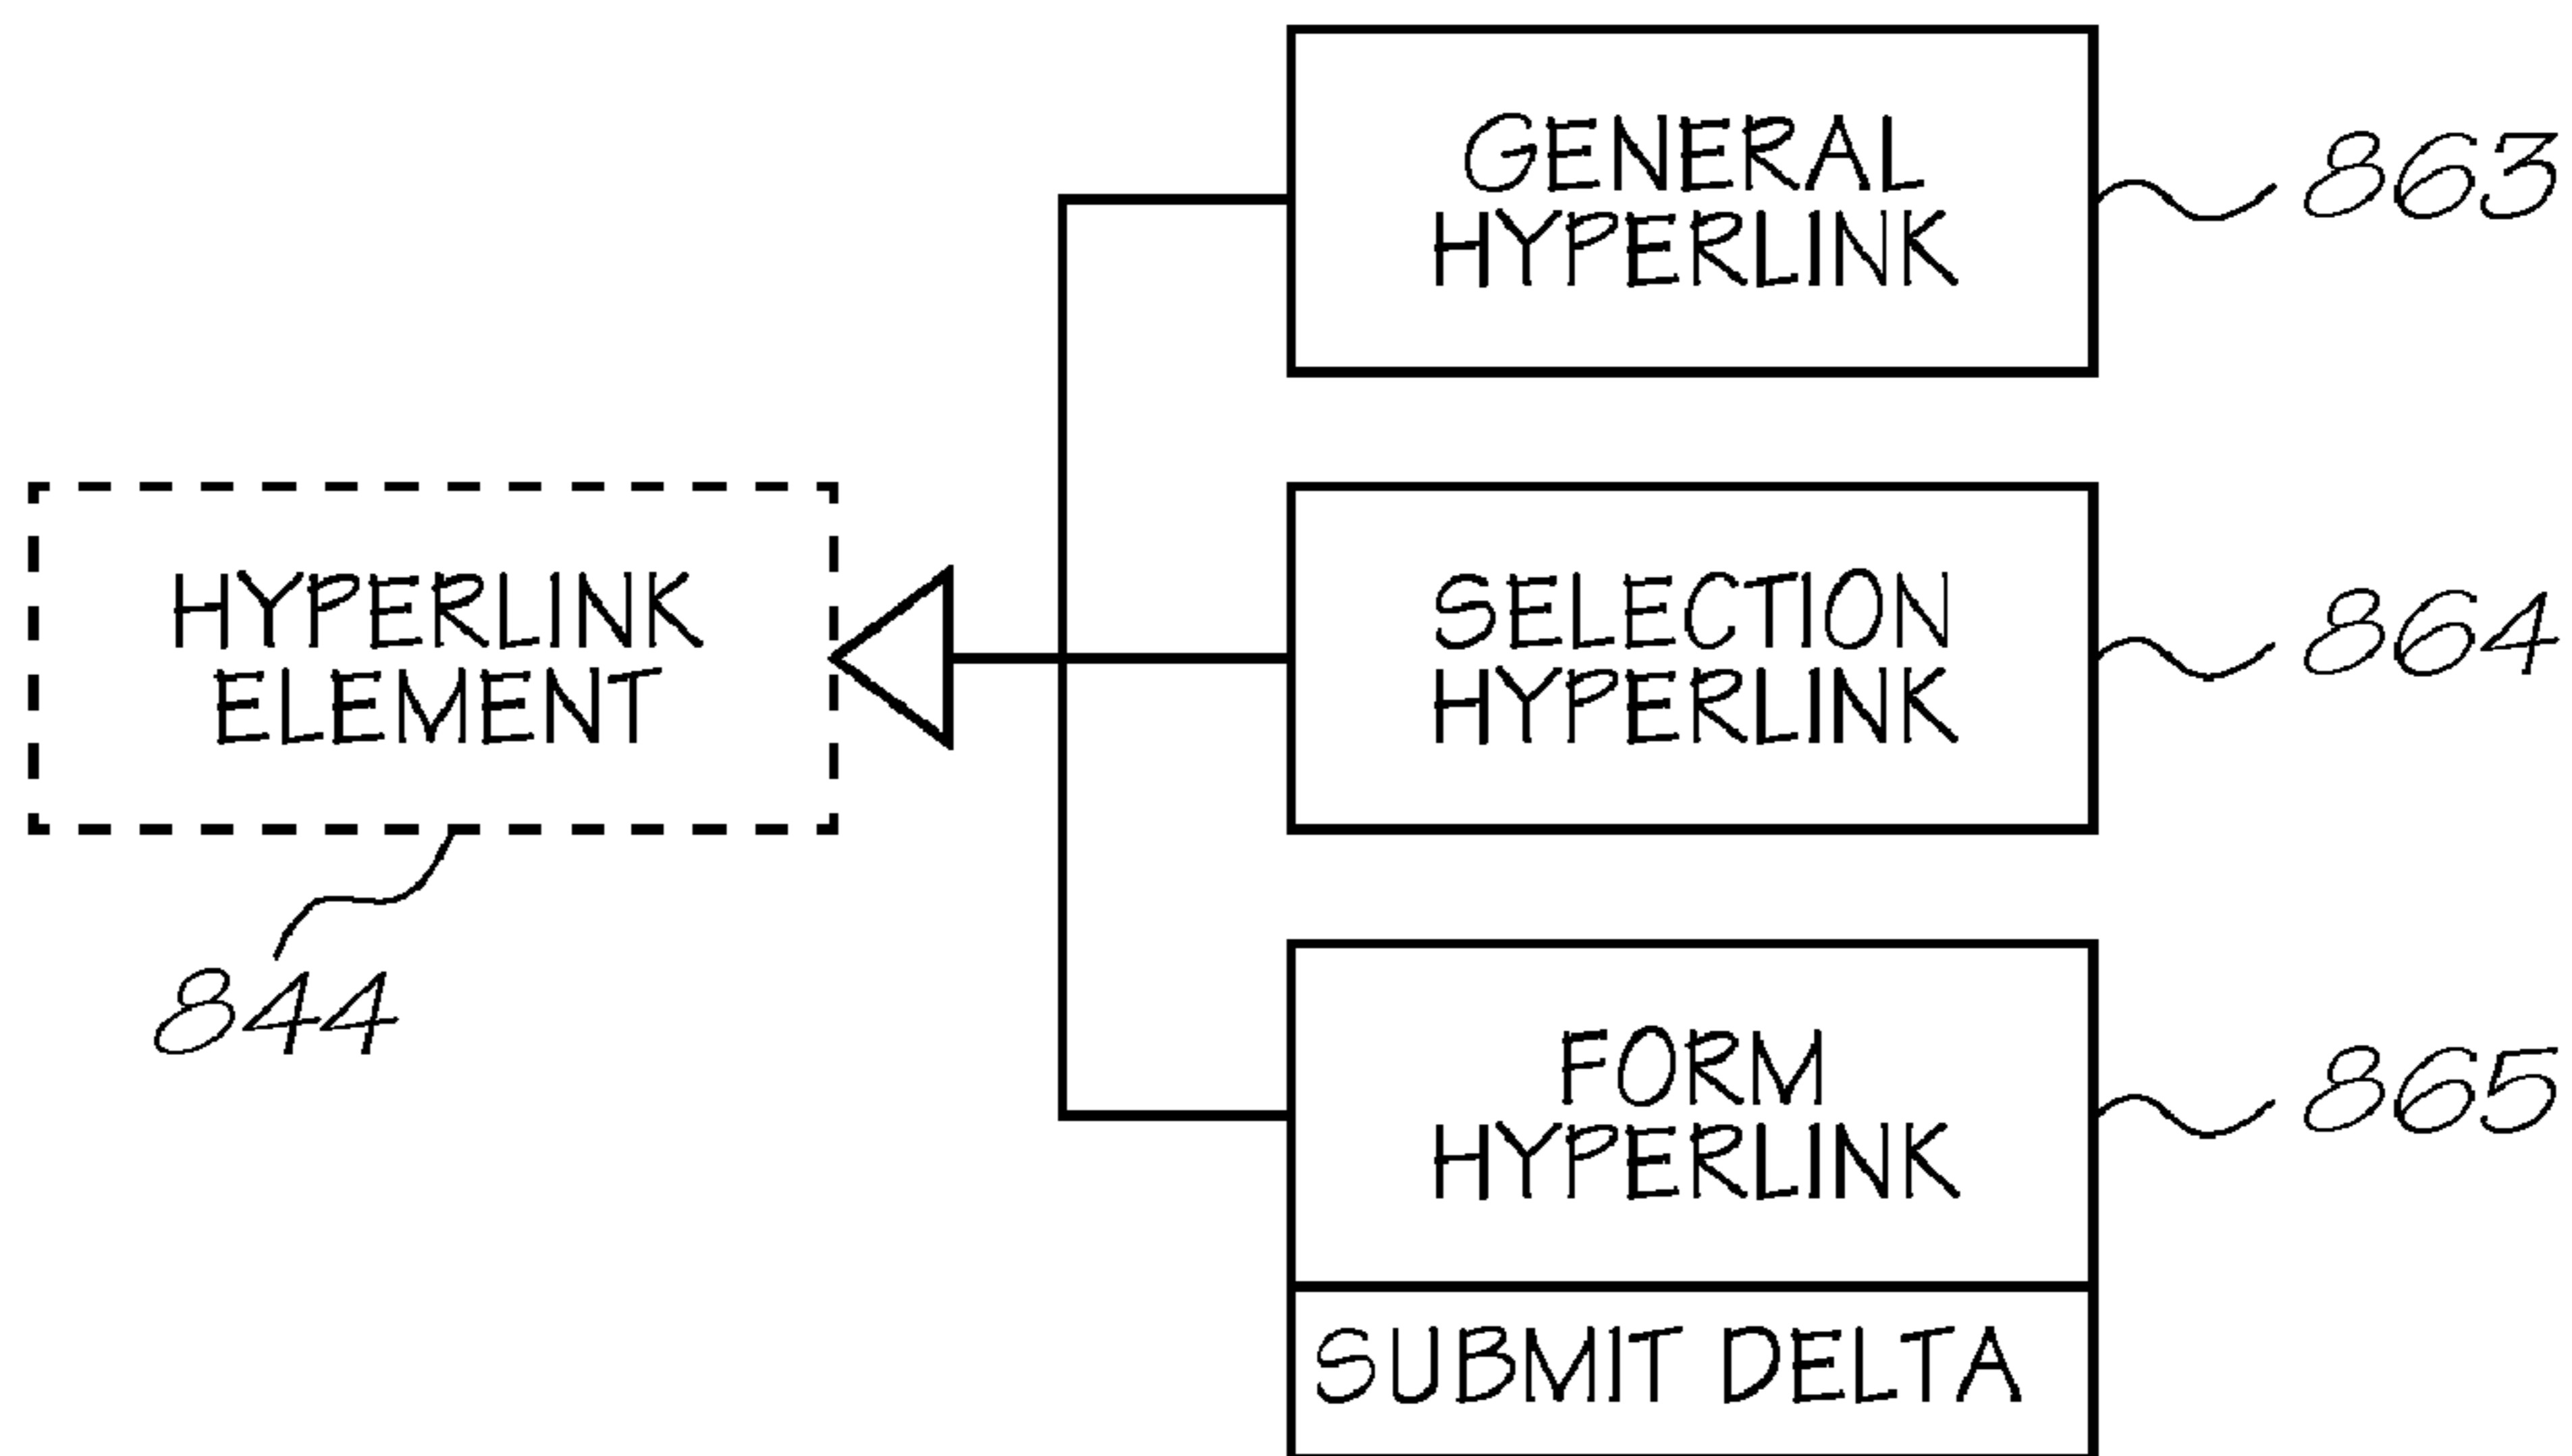 GENERAL
HYPERLINK
863
HYPERLINK
ELEMENT
844
SELECTION
HYPERLINK
864
FORM
HYPERLINK
865
SUBMIT DELTA